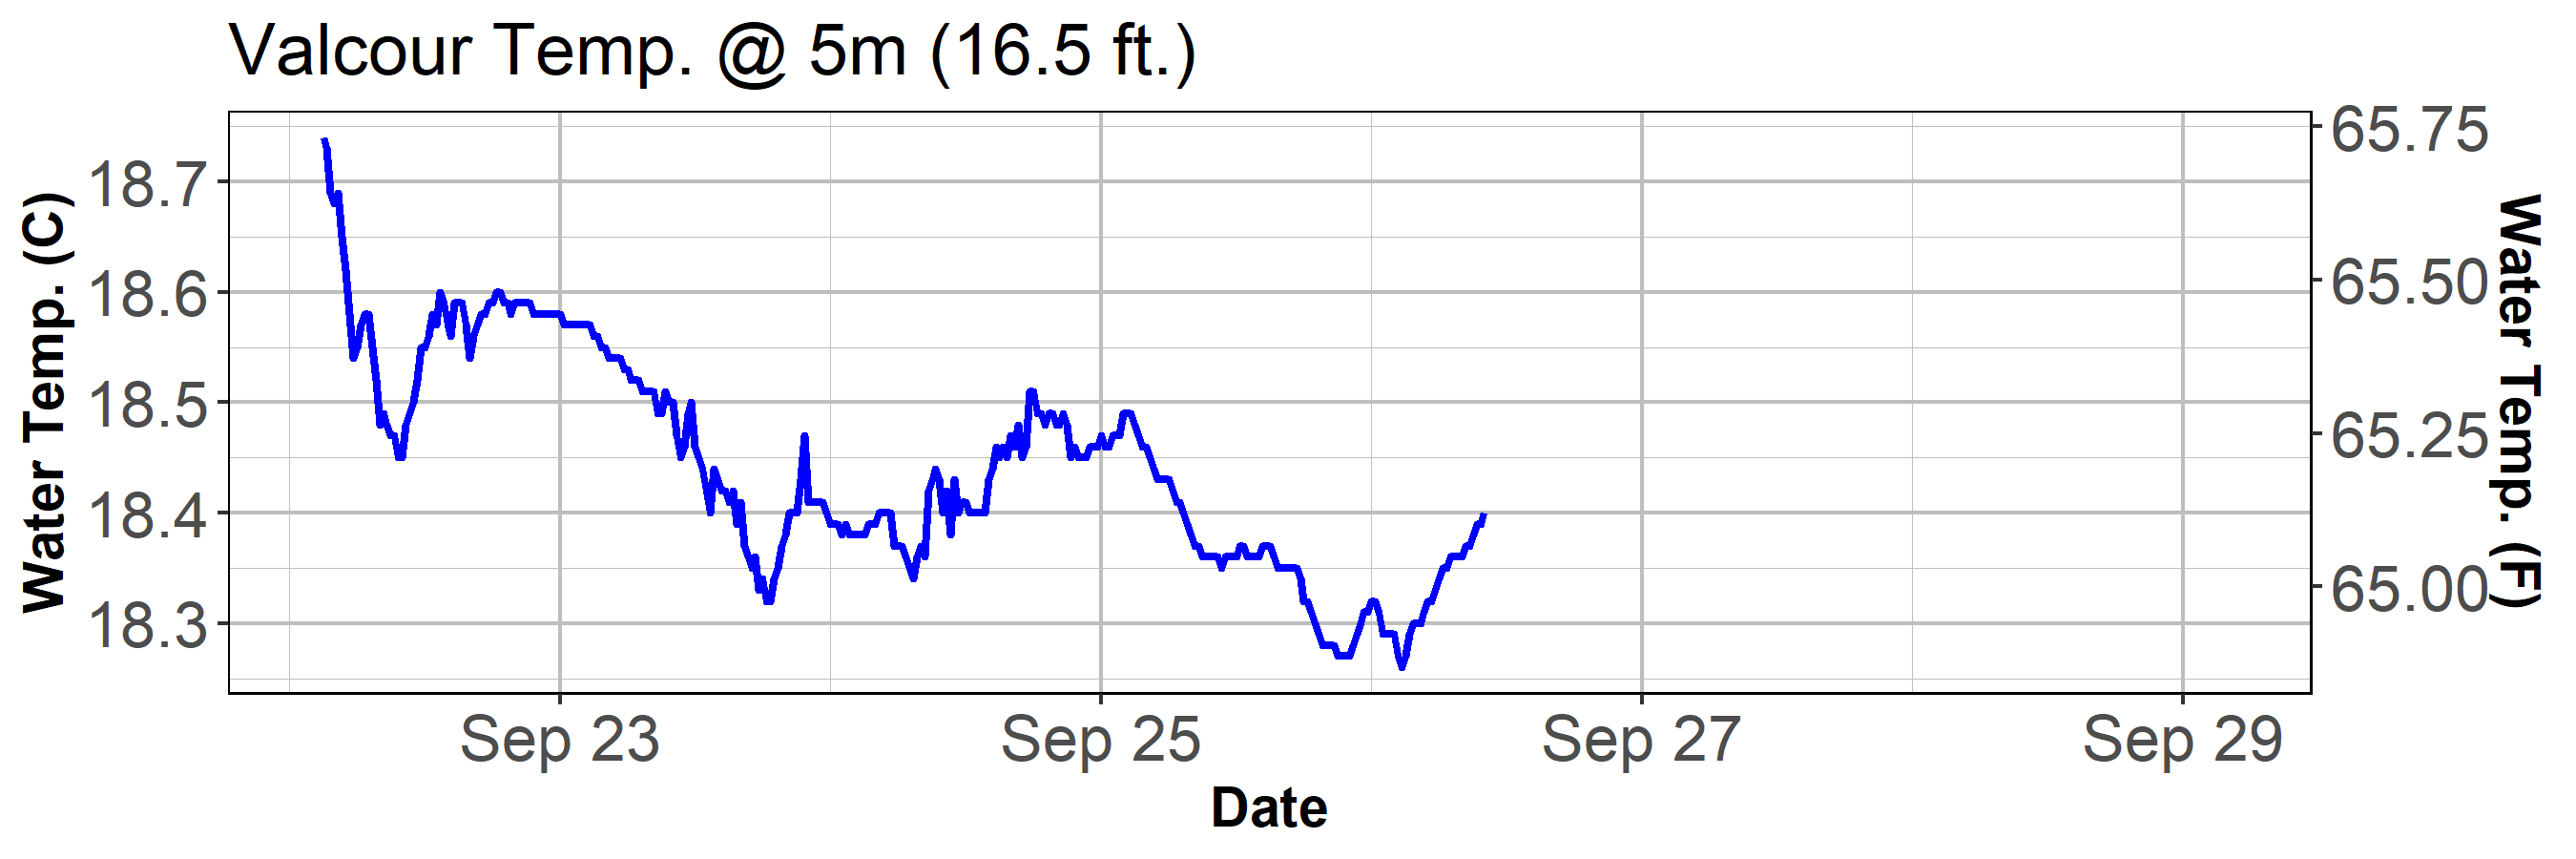 Valcour Temp. @ 5m (16.5 ft.)
Water Temp. (C)
18.7
18.6
18.5
18.4
18.3
65.75
65.50
65.25
65.00
Water Temp. (F)
Sep 23 Sep 25 Sep 27 Sep 29
Date